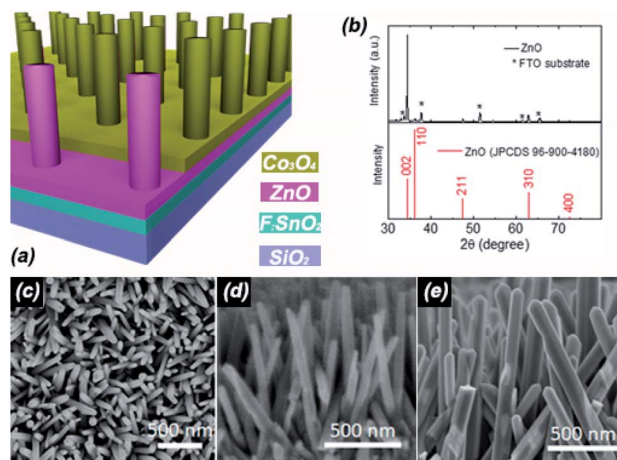 Co₃O₄
ZnO
F:SnO₂
SiO₂
(a)
(b)
Intensity (a.u.)
ZnO
* FTO substrate
* * * * *
Intensity
ZnO (JPCDS 96-900-4180)
002
110
211
310
400
30 40 50 60 70
2θ (degree)
(c)
500 nm
(d)
500 nm
(e)
500 nm